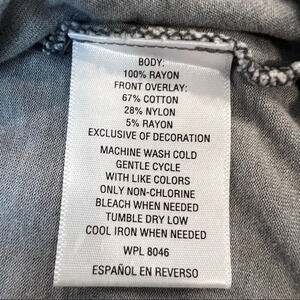 BODY:
100% RAYON
FRONT OVERLAY:
67% COTTON
28% NYLON
5% RAYON
EXCLUSIVE OF DECORATION
MACHINE WASH COLD
GENTLE CYCLE
WITH LIKE COLORS
ONLY NON-CHLORINE
BLEACH WHEN NEEDED
TUMBLE DRY LOW
COOL IRON WHEN NEEDED
WPL 8046
ESPAÑOL EN REVERSO